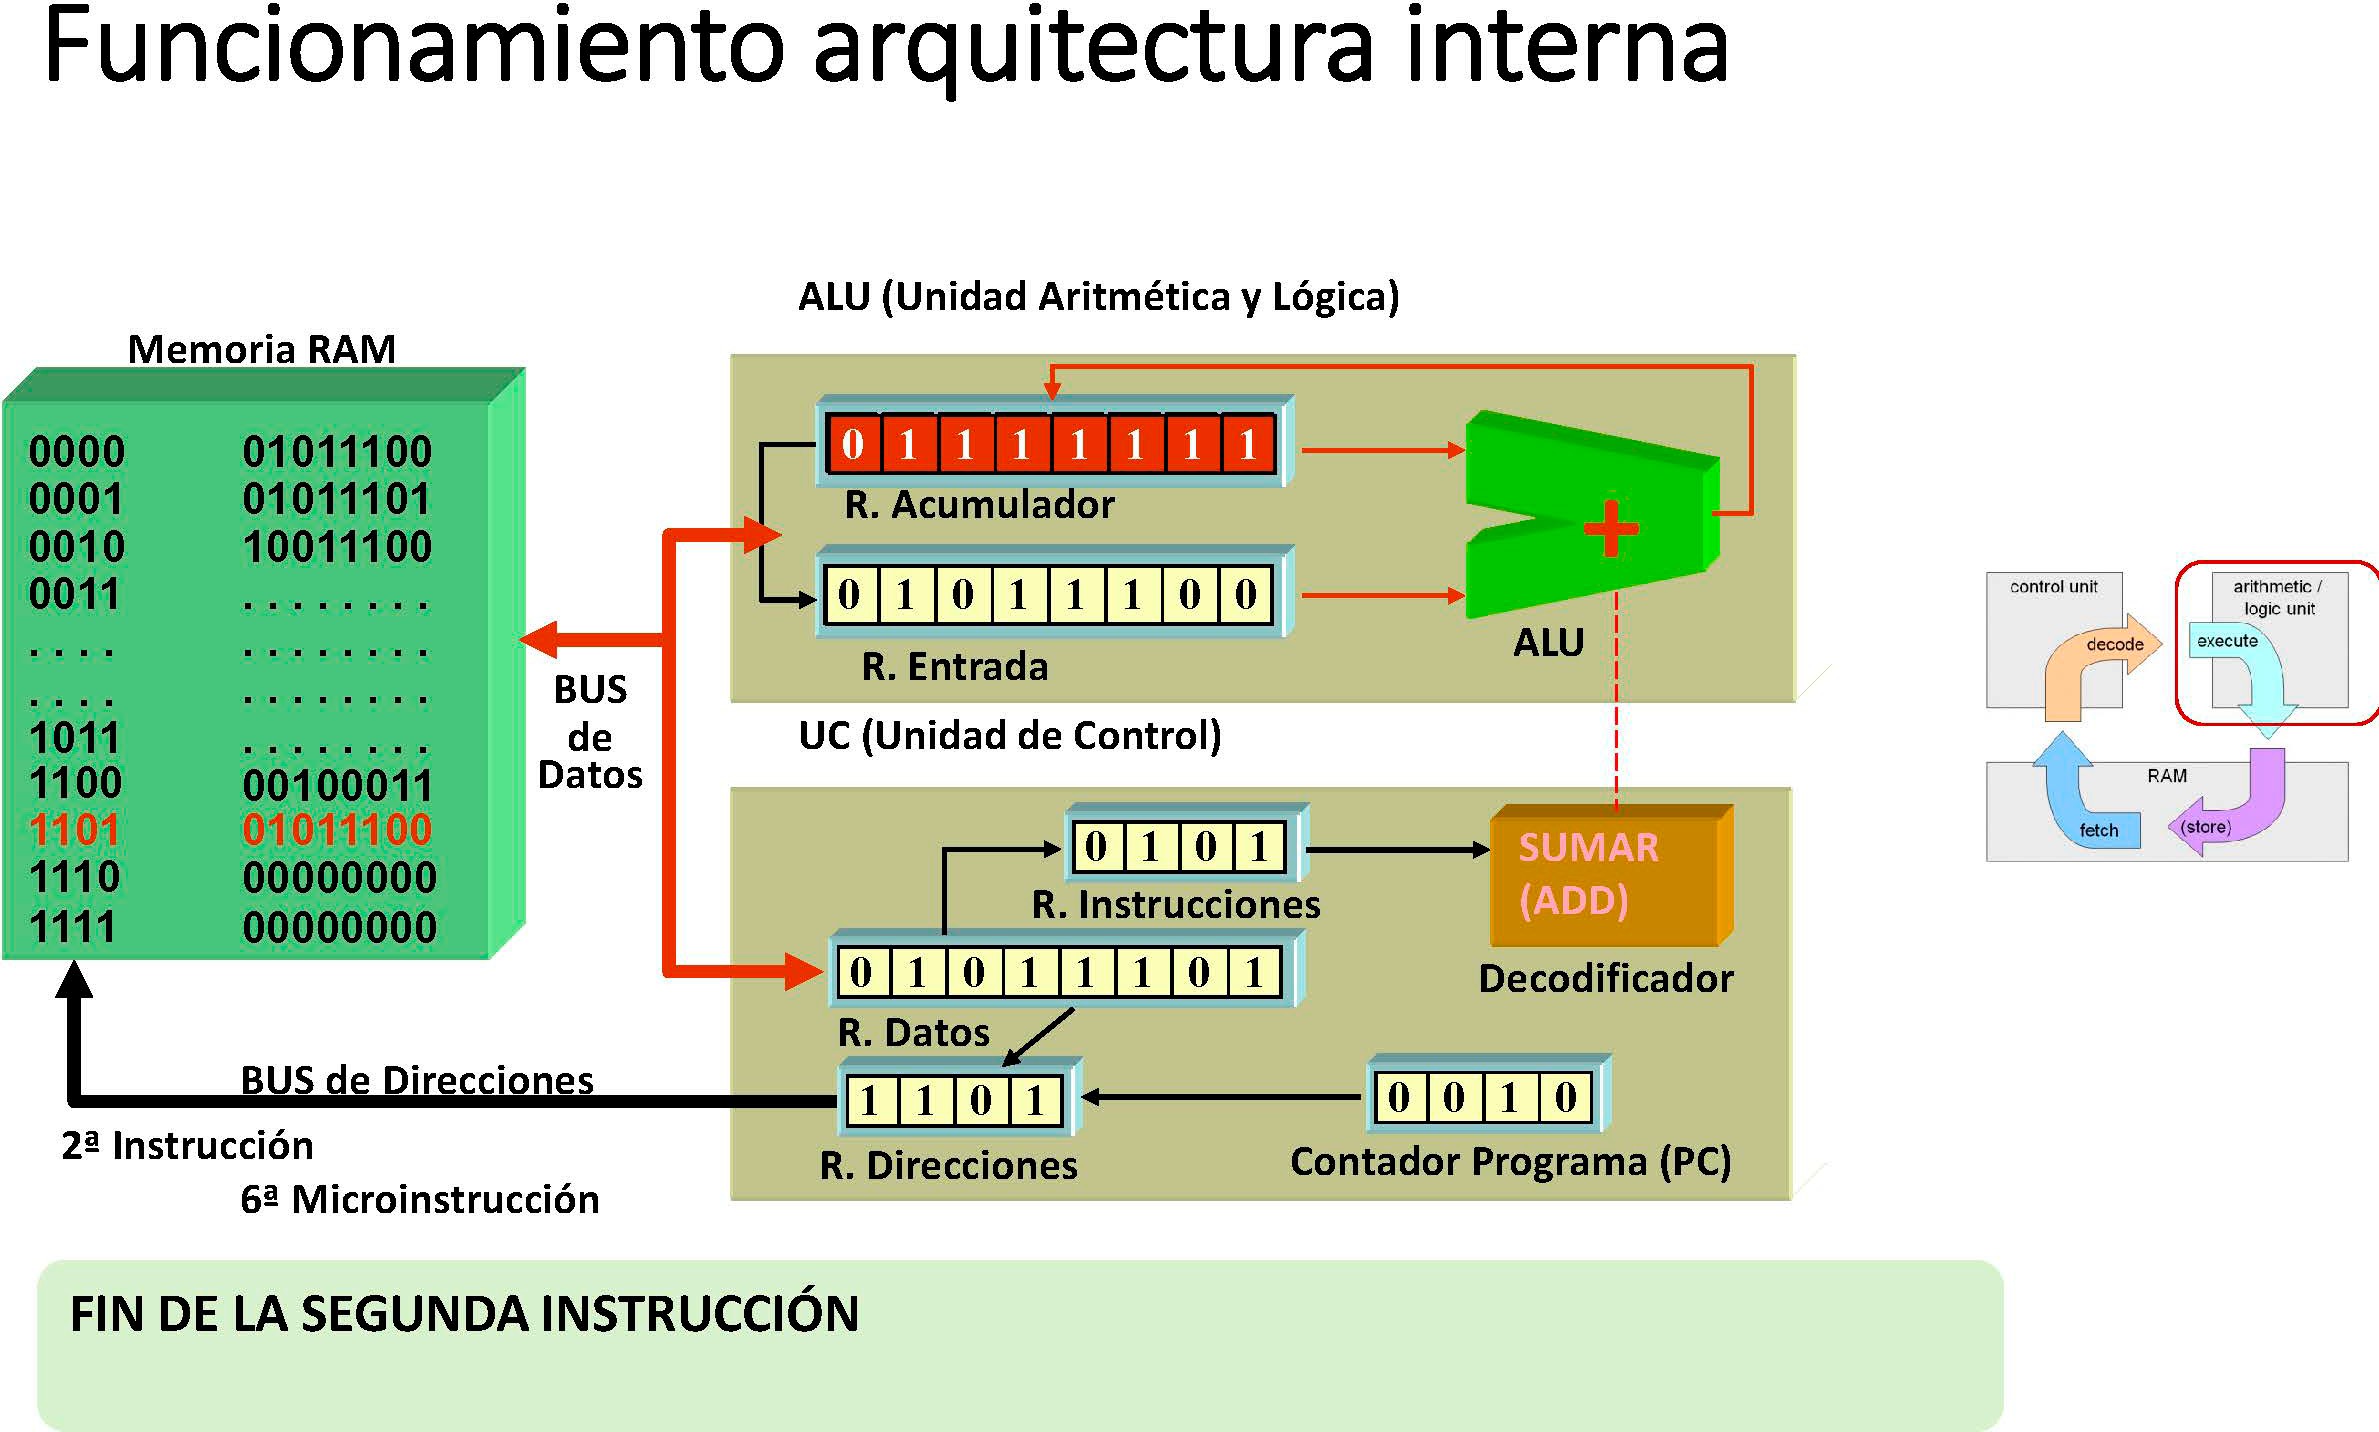 Funcionamiento arquitectura interna
ALU (Unidad Aritmética y Lógica)
Memoria RAM
0000 01011100
0001 01011101
0010 10011100
0011 . . . . . . . .
. . . . . . . . . . . .
. . . . . . . . . . . .
1011 . . . . . . . .
1100 00100011
1101 01011100
1110 00000000
1111 00000000
BUS
de
Datos
0 1 1 1 1 1 1 1
R. Acumulador
0 1 0 1 1 1 0 0
R. Entrada
+
ALU
UC (Unidad de Control)
0 1 0 1
R. Instrucciones
SUMAR
(ADD)
Decodificador
0 1 0 1 1 1 0 1
R. Datos
1 1 0 1
R. Direcciones
0 0 1 0
Contador Programa (PC)
BUS de Direcciones
2ª Instrucción
6ª Microinstrucción
control unit
decode
arithmetic /
logic unit
execute
RAM
fetch
(store)
FIN DE LA SEGUNDA INSTRUCCIÓN